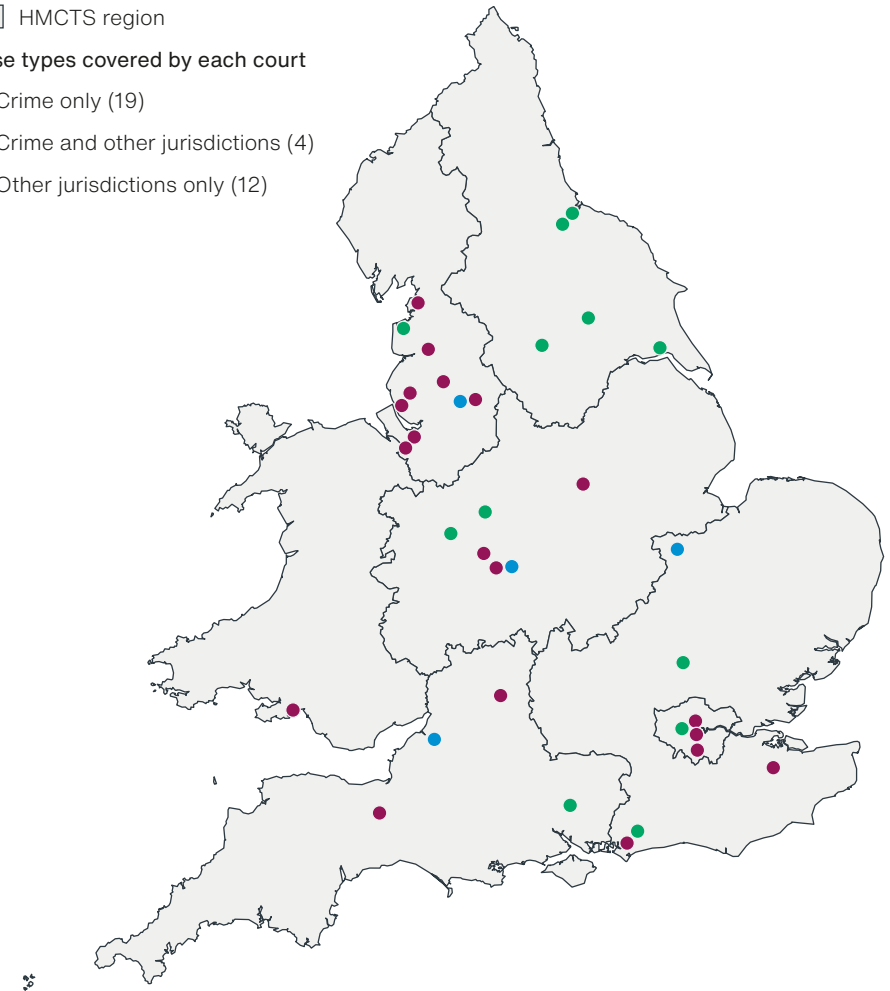 HMCTS region
se types covered by each court
Crime only (19)
Crime and other jurisdictions (4)
Other jurisdictions only (12)